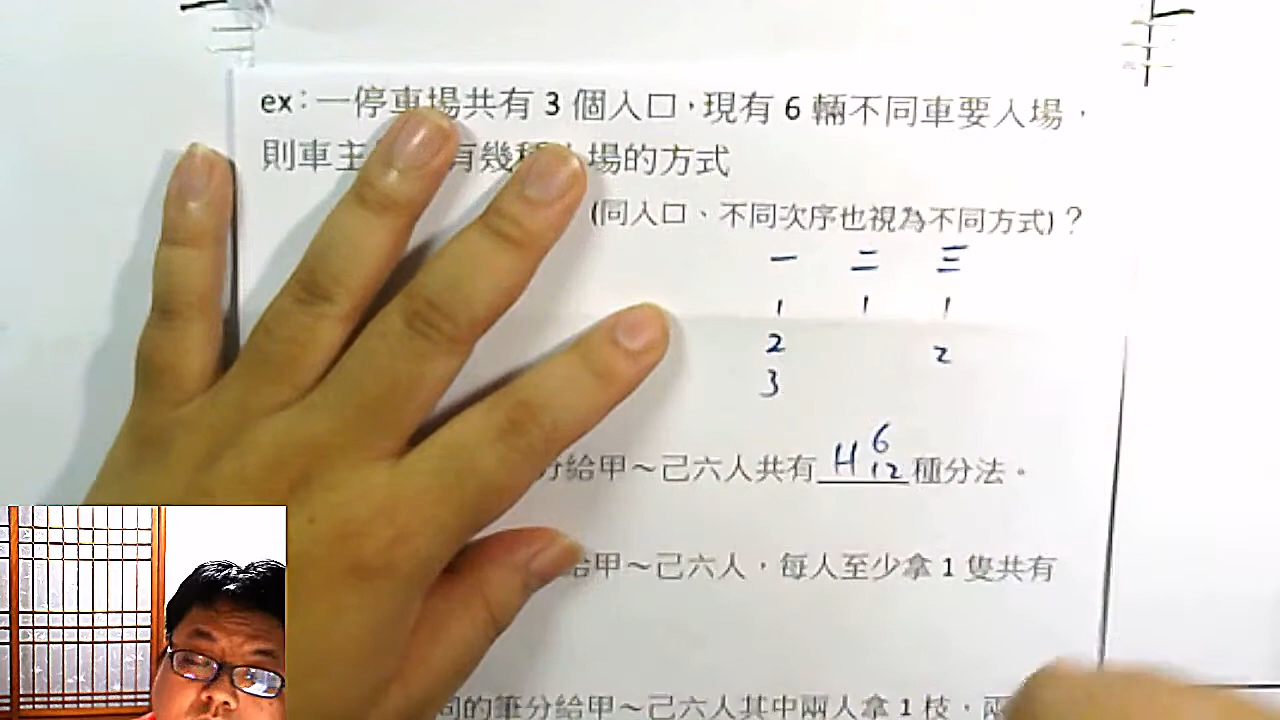 ex：一停車場共有 3 個入口，現有 6 輛不同車要入場，
則車主 有幾種 場的方式
(同入口、不同次序也視為不同方式)？
一 二 三
1 1 1
2 2
3
分給甲～己六人共有 H 6 12 種分法。
給甲～己六人，每人至少拿 1 隻共有
同的筆分給甲～己六人其中兩人拿 1 枝，兩